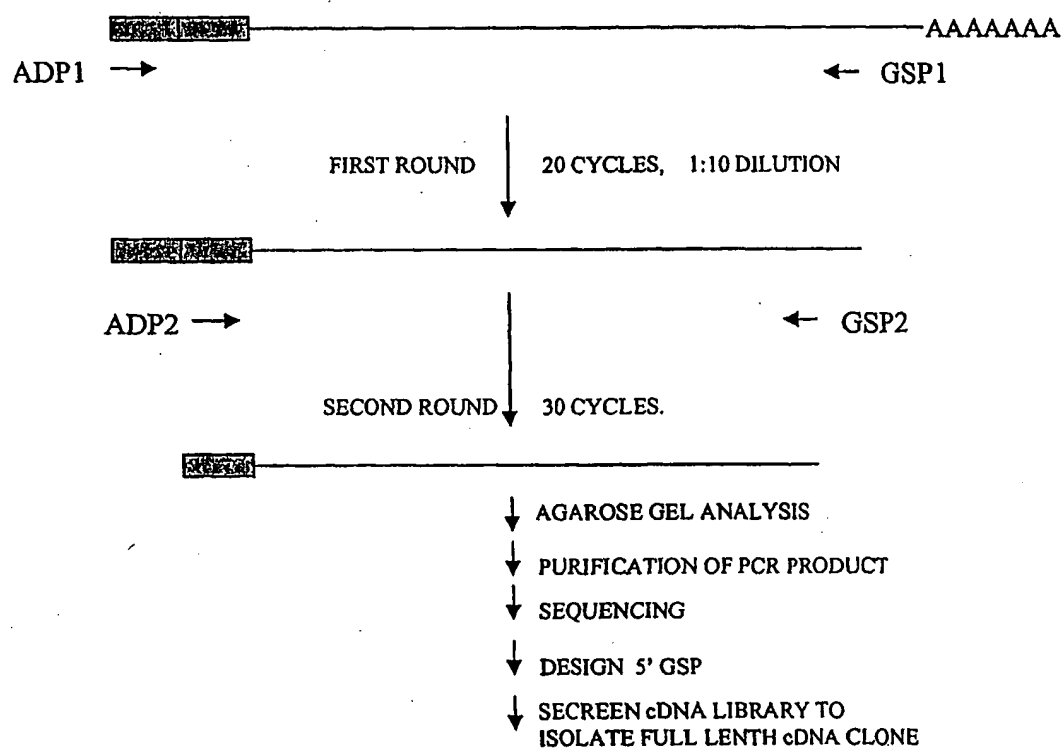 AAAAAAA
ADP1
GSP1
FIRST ROUND 20 CYCLES, 1:10 DILUTION
ADP2
GSP2
SECOND ROUND 30 CYCLES.
AGAROSE GEL ANALYSIS
PURIFICATION OF PCR PRODUCT
SEQUENCING
DESIGN 5' GSP
SECREEN cDNA LIBRARY TO
ISOLATE FULL LENTH cDNA CLONE